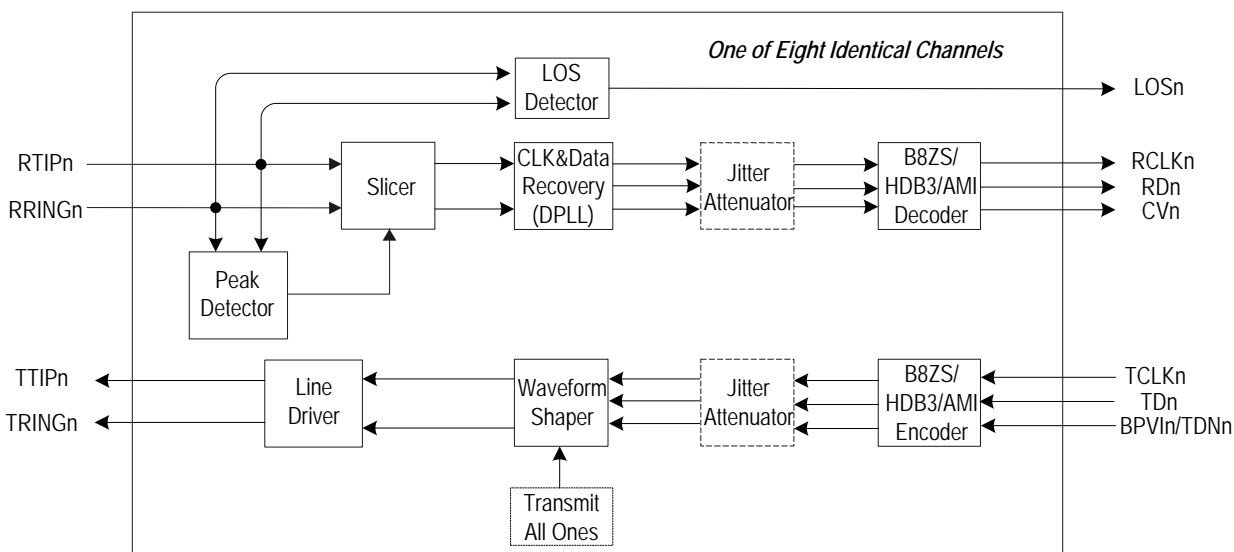 One of Eight Identical Channels
LOS
Detector
LOSn
RTIPn
RRINGn
Slicer
CLK&Data
Recovery
(DPLL)
Jitter
Attenuator
B8ZS/
HDB3/AMI
Decoder
RCLKn
RDn
CVn
Peak
Detector
TTIPn
TRINGn
Line
Driver
Waveform
Shaper
Jitter
Attenuator
B8ZS/
HDB3/AMI
Encoder
TCLKn
TDn
BPVIn/TDNn
Transmit
All Ones